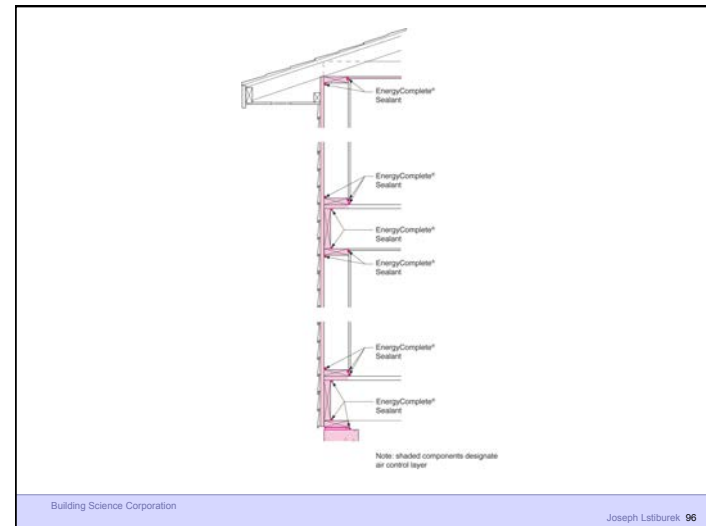 EnergyComplete®
Sealant
EnergyComplete®
Sealant
EnergyComplete®
Sealant
EnergyComplete®
Sealant
EnergyComplete®
Sealant
EnergyComplete®
Sealant
Note: shaded components designate
air control layer
Building Science Corporation
Joseph Lstiburek 96